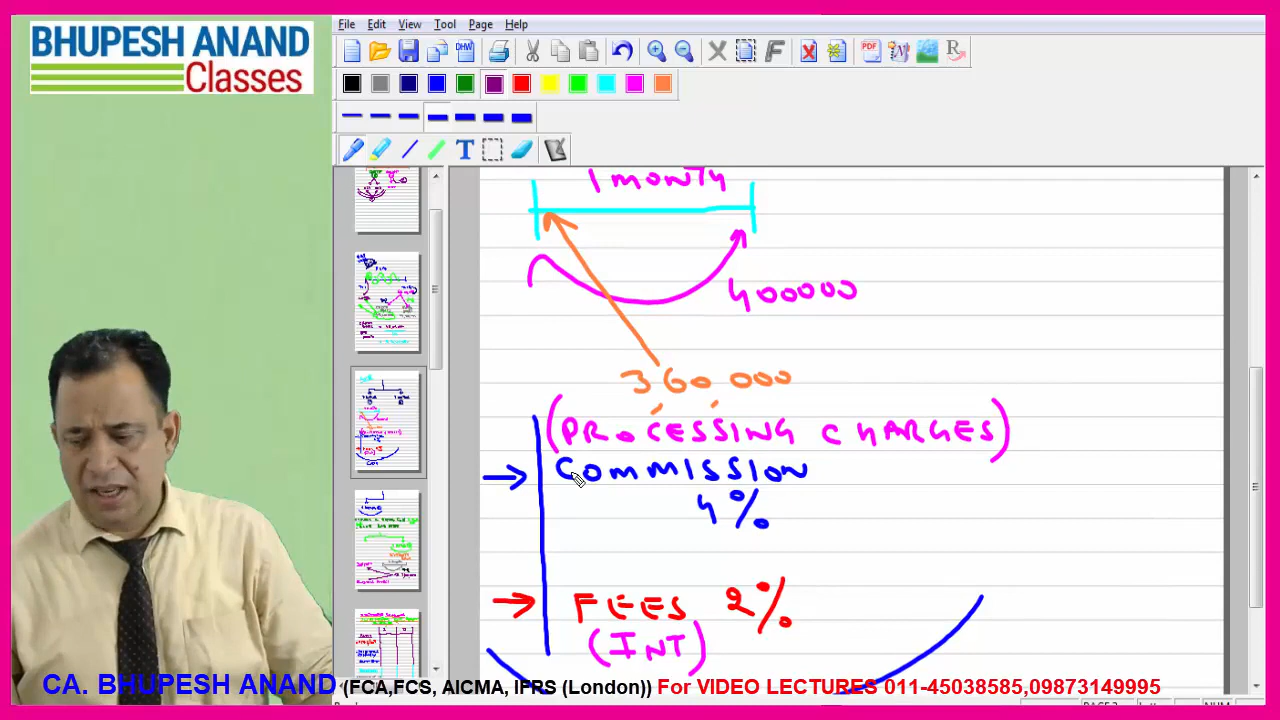 BHUPESH ANAND
Classes
File Edit View Tool Page Help
1 month
400000
360000
(PROCESSING CHARGES)
COMMISSION
4%
FEES 2%
(INT)
CA. BHUPESH ANAND (FCA,FCS, AICMA, IFRS (London)) For VIDEO LECTURES 011-45038585,09873149995